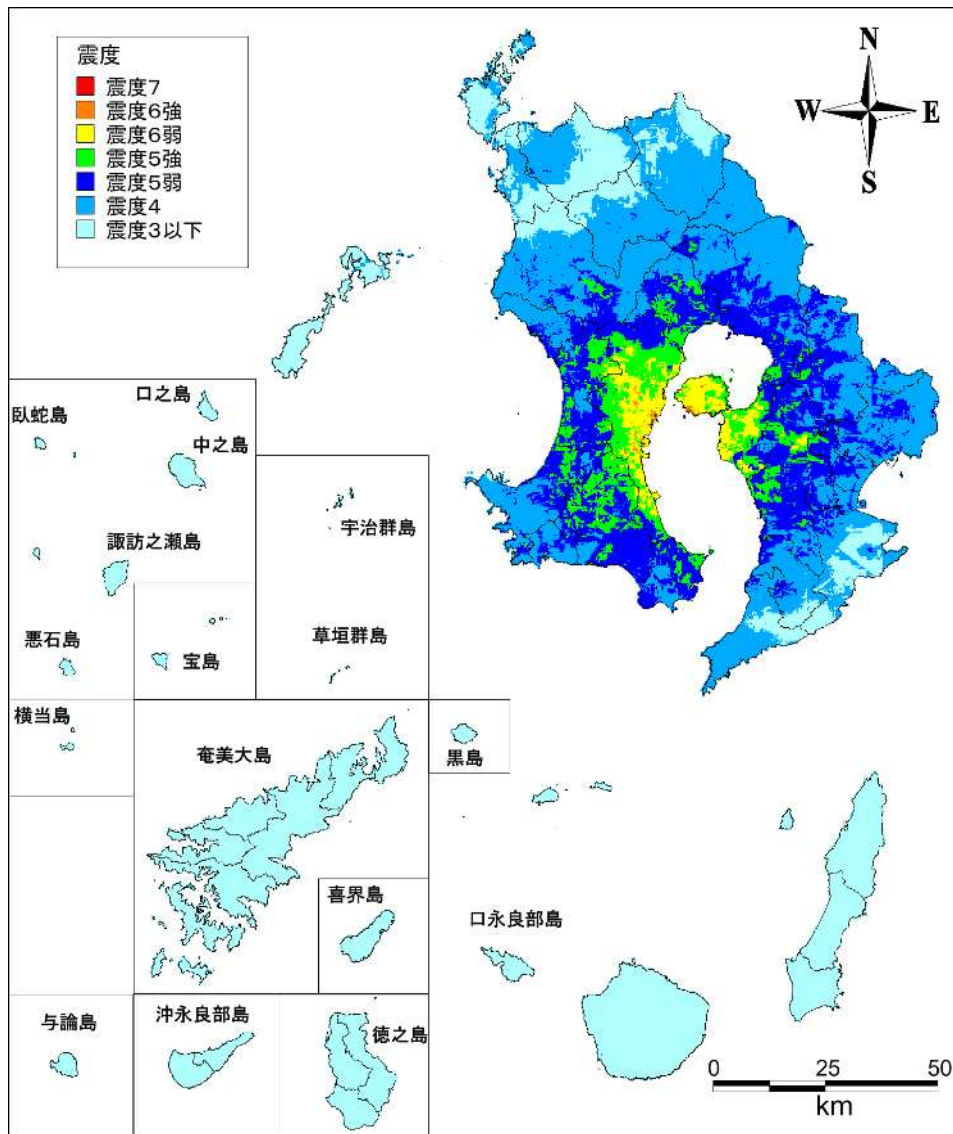 震度
震度7
震度6強
震度6弱
震度5強
震度5弱
震度4
震度3以下
N
W
E
S
口之島
臥蛇島
中之島
宇治群島
諏訪之瀬島
悪石島
宝島
草垣群島
横当島
奄美大島
黒島
喜界島
口永良部島
与論島
沖永良部島
徳之島
0 25 50
km